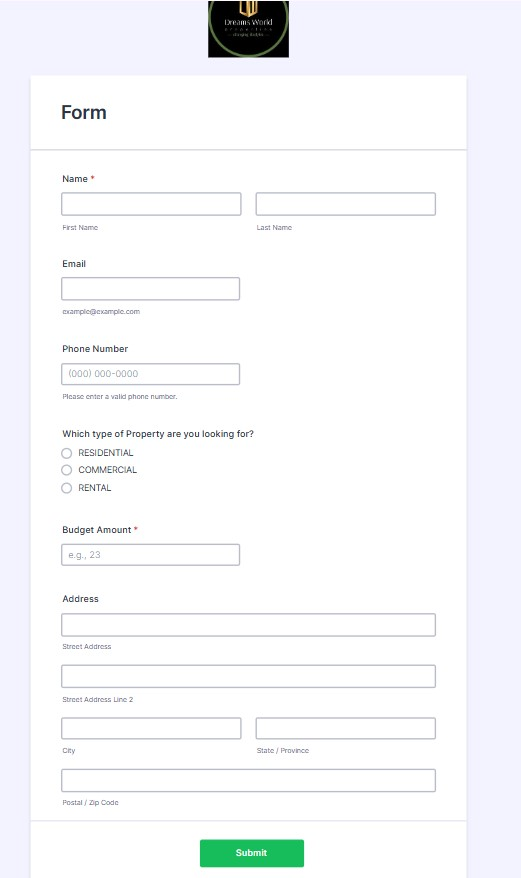 Dreams World
PROPERTIES
Form
Name *
First Name Last Name
Email
example@example.com
Phone Number
(000) 000-0000
Please enter a valid phone number.
Which type of Property are you looking for?
RESIDENTIAL
COMMERCIAL
RENTAL
Budget Amount *
e.g., 23
Address
Street Address
Street Address Line 2
City State / Province
Postal / Zip Code
Submit